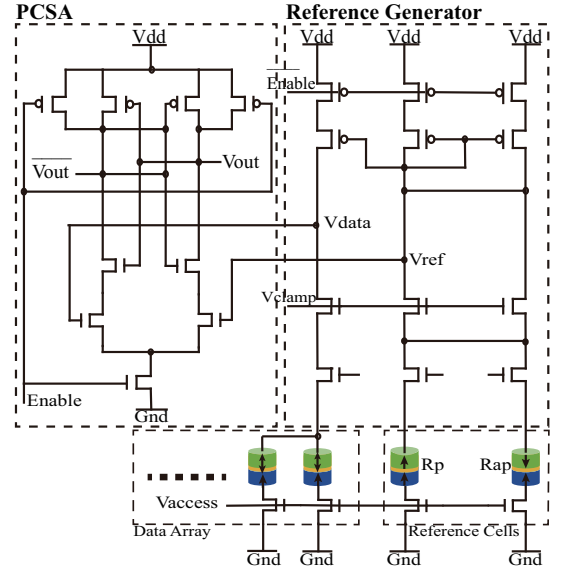 PCSA
Reference Generator
Vdd
Vdd
Vdd
Vdd
Enable
Vout
Vout
Vdata
Vref
Vclamp
Enable
Gnd
Rp
Rap
Vaccess
Data Array
Reference Cells
Gnd
Gnd
Gnd
Gnd